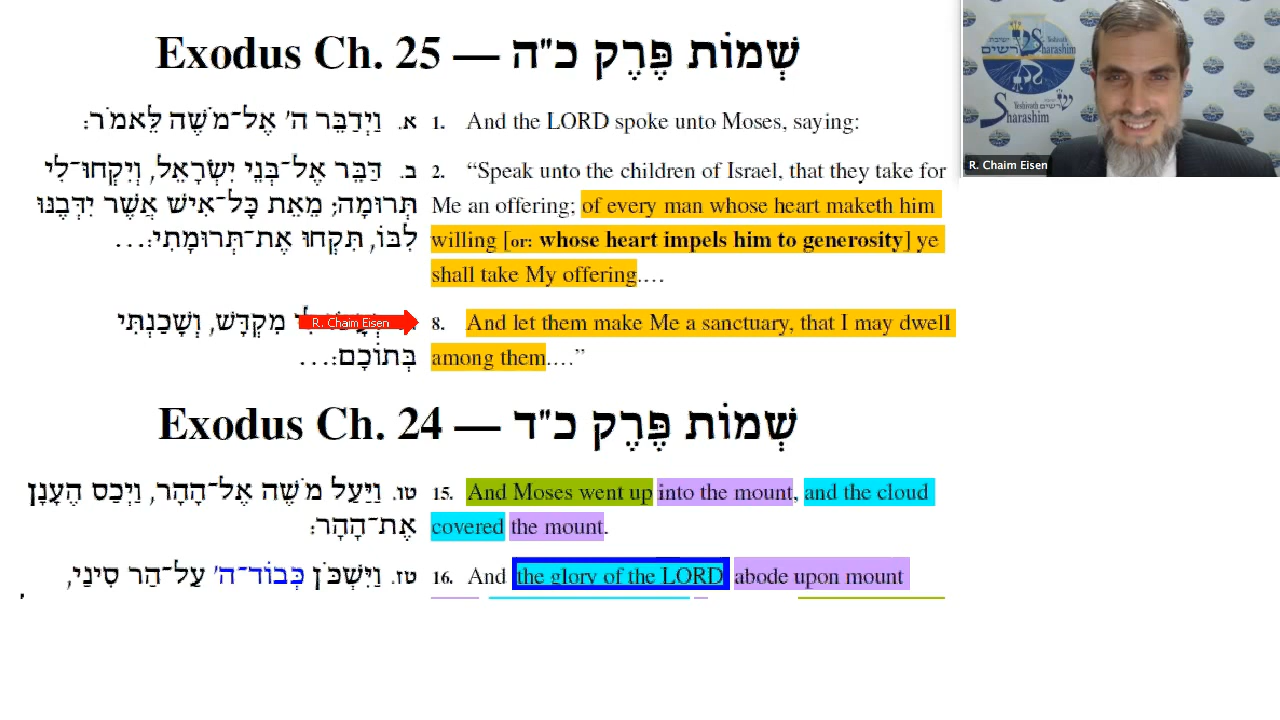 Exodus Ch. 25 — שְׁמוֹת פֶּרֶק כ״ה
א. וַיְדַבֵּר ה׳ אֶל־מֹשֶׁה לֵּאמֹר:
1. And the LORD spoke unto Moses, saying:
ב. דַּבֵּר אֶל־בְּנֵי יִשְׂרָאֵל, וְיִקְחוּ־לִי
תְּרוּמָה; מֵאֵת כָּל־אִישׁ אֲשֶׁר יִדְּבֶנּוּ
לִבּוֹ, תִּקְחוּ אֶת־תְּרוּמָתִי:...
2. “Speak unto the children of Israel, that they take for
Me an offering; of every man whose heart maketh him
willing [or: whose heart impels him to generosity] ye
shall take My offering....
מִקְדָּשׁ, וְשָׁכַנְתִּי
בְּתוֹכָם:...
R. Chaim Eisen
8. And let them make Me a sanctuary, that I may dwell
among them....”
Exodus Ch. 24 — שְׁמוֹת פֶּרֶק כ״ד
טו. וַיַּעַל מֹשֶׁה אֶל־הָהָר, וַיְכַס הֶעָנָן
אֶת־הָהָר:
15. And Moses went up into the mount, and the cloud
covered the mount.
טז. וַיִּשְׁכֹּן כְּבוֹד־ה׳ עַל־הַר סִינַי,
16. And the glory of the LORD abode upon mount
ישיבת שרשים
Sharashim
Yeshivath
Sharashim
R. Chaim Eisen